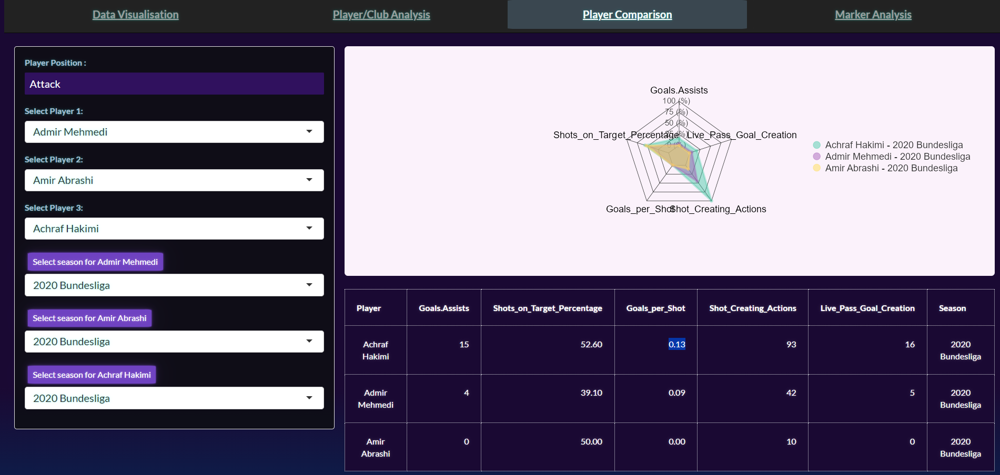 Data Visualisation
Player/Club Analysis
Player Comparison
Marker Analysis
Player Position :
Attack
Select Player 1:
Admir Mehmedi
Select Player 2:
Amir Abrashi
Select Player 3:
Achraf Hakimi
Select season for Admir Mehmedi
2020 Bundesliga
Select season for Amir Abrashi
2020 Bundesliga
Select season for Achraf Hakimi
2020 Bundesliga
Goals.Assists
100 (%)
75 (%)
50 (%)
25 (%)
0 (%)
Shots_on_Target_Percentage
Live_Pass_Goal_Creation
Goals_per_Shot
Shot_Creating_Actions
Achraf Hakimi - 2020 Bundesliga
Admir Mehmedi - 2020 Bundesliga
Amir Abrashi - 2020 Bundesliga
Player Goals.Assists Shots_on_Target_Percentage Goals_per_Shot Shot_Creating_Actions Live_Pass_Goal_Creation Season
Achraf 15 52.60 0.13 93 16 2020
Hakimi Bundesliga
Admir 4 39.10 0.09 42 5 2020
Mehmedi Bundesliga
Amir 0 50.00 0.00 10 0 2020
Abrashi Bundesliga